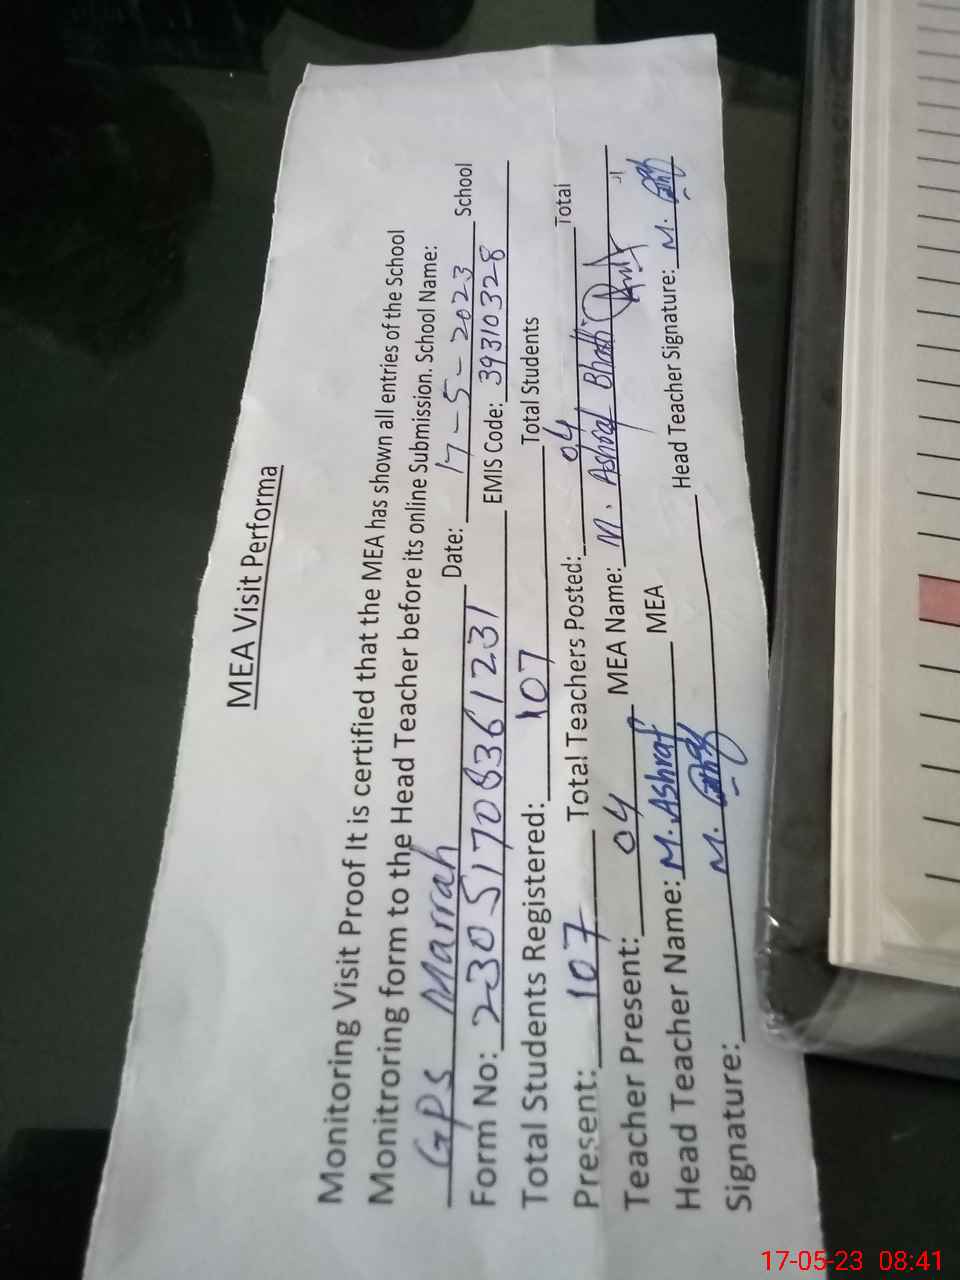 MEA Visit Performa
Monitoring Visit Proof It is certified that the MEA has shown all entries of the School
Monitroring form to the Head Teacher before its online Submission. School Name:
GPS Marrah Date: 17-5-2023 School
Form No: 23051708361231 EMIS Code: 39310328
Total Students Registered: 107 Total Students
Present: 107 Total Teachers Posted: 04 Total
Teacher Present: 04 MEA Name: M. Ashraf Bhatti
Head Teacher Name: M. Ashraf MEA
Signature: M. Head Teacher Signature: M.
17-05-23 08:41